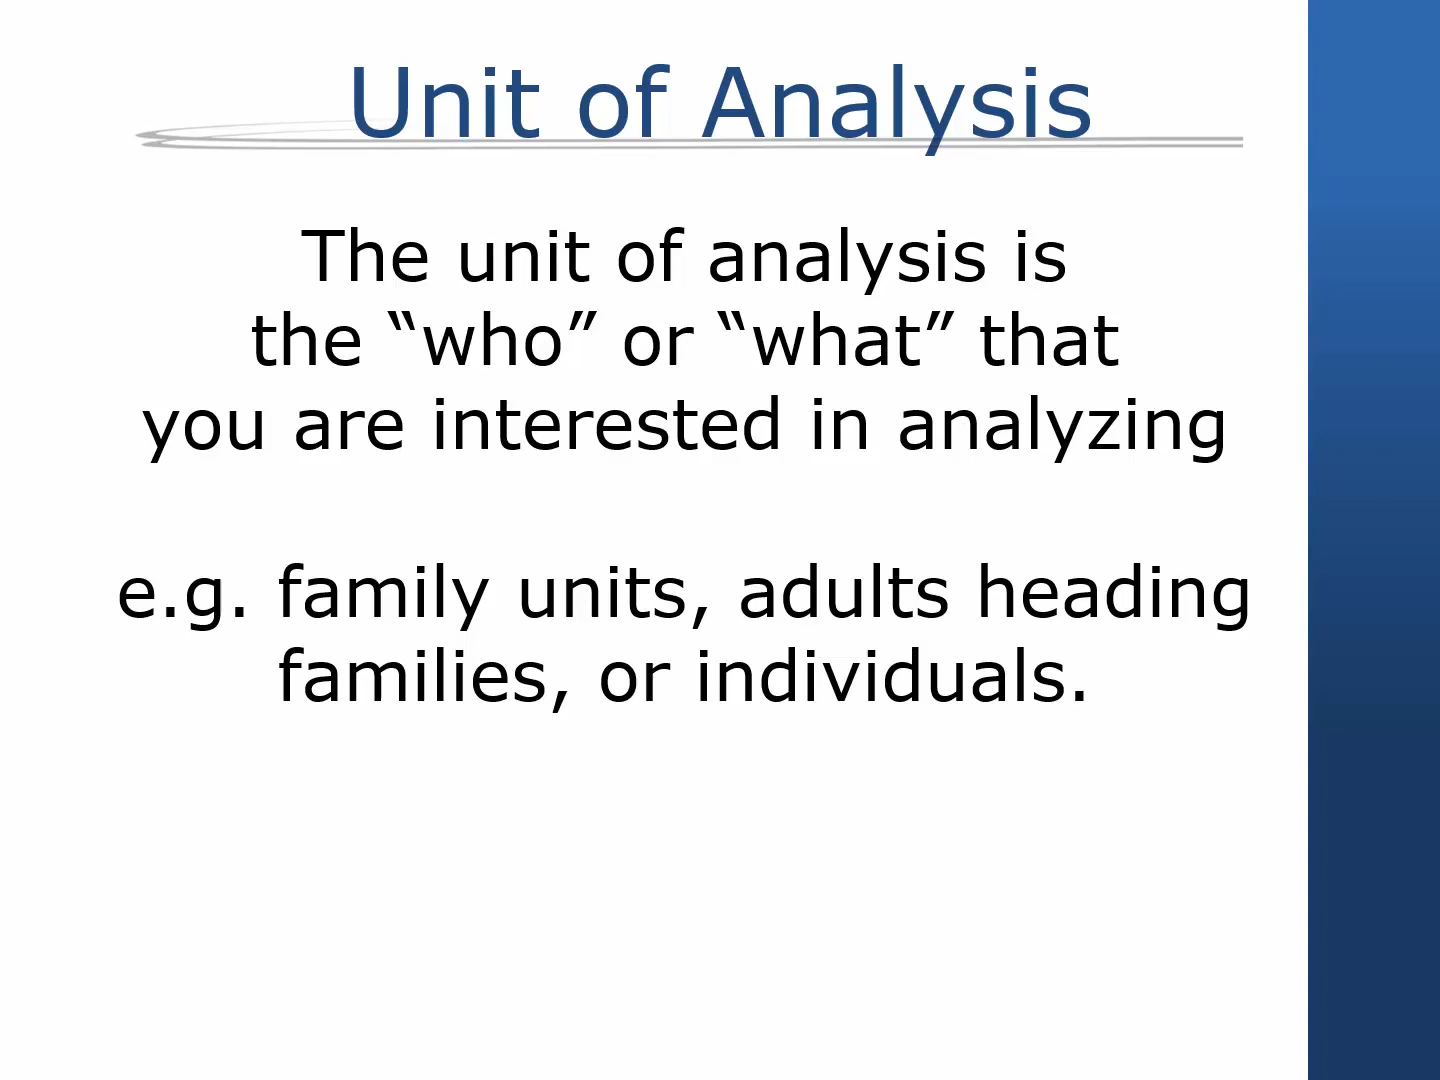 Unit of Analysis
The unit of analysis is
the “who” or “what” that
you are interested in analyzing
e.g. family units, adults heading
families, or individuals.